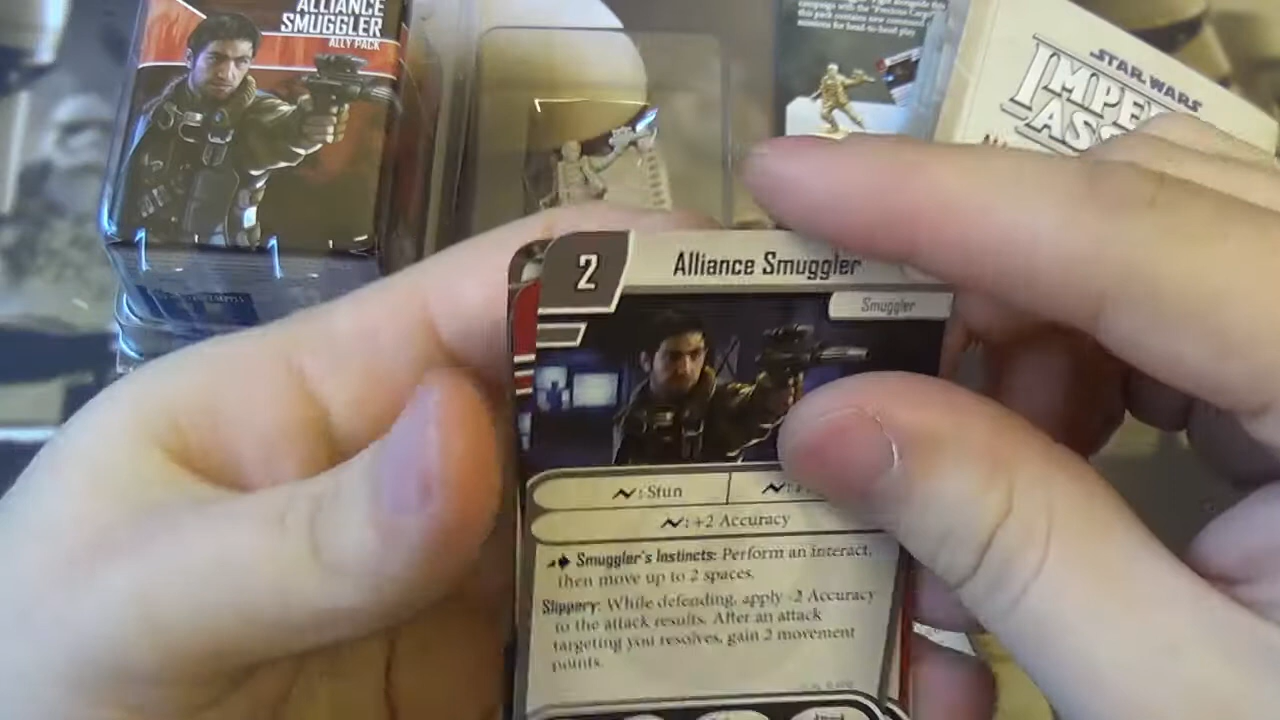 ALLIANCE
SMUGGLER
ALLY PACK
STAR WARS
2
Alliance Smuggler
Smuggler
: Stun
: +2 Accuracy
Smuggler's Instincts: Perform an interact,
then move up to 2 spaces.
Slippery: While defending, apply -2 Accuracy
to the attack results. After an attack
targeting you resolves, gain 2 movement
points.